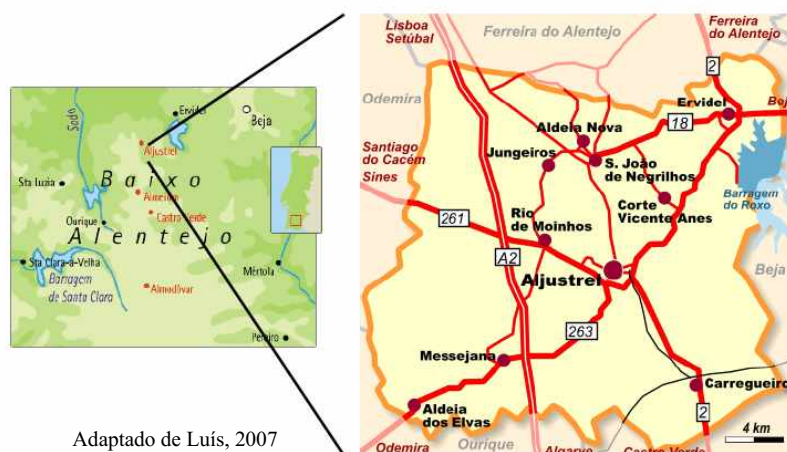 Sado
Ervidel
Beja
Aljustrel
Baixo
Sta Luzia
Castro Verde
Ourique
Alentejo
Sta Clara-a-Velha
Barragem
de Santa Clara
Mértola
Almodôvar
Adaptado de Luís, 2007
Lisboa
Setúbal
Ferreira do Alentejo
Ferreira
do Alentejo
2
Odemira
Ervidel
Beja
18
Aldeia Nova
Santiago
do Cacém
Sines
Jungeiros
S. João
de Negrilhos
Barragem
do Roxo
Corte
Vicente Anes
261
Rio
de Moinhos
A2
Aljustrel
Beja
263
Messejana
Carregueiro
Aldeia
dos Elvas
2
4 km
Odemira
Ourique
Algarve
Castro Verde